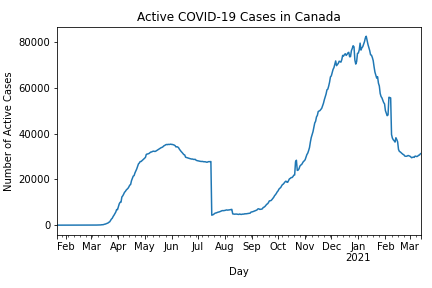 Active COVID-19 Cases in Canada
Number of Active Cases
80000
60000
40000
20000
0
Feb Mar Apr May Jun Jul Aug Sep Oct Nov Dec Jan Feb Mar
2021
Day